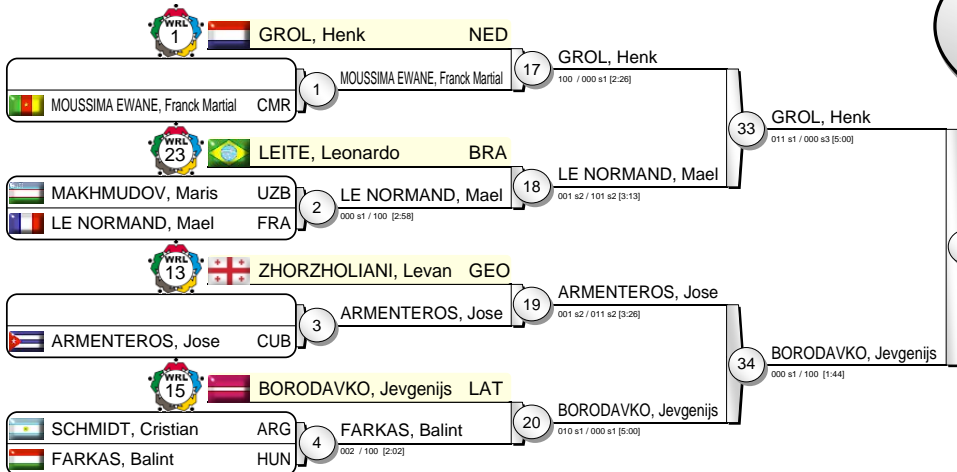 WRL 1 GROL, Henk NED
MOUSSIMA EWANE, Franck Martial CMR
1 MOUSSIMA EWANE, Franck Martial
17 GROL, Henk
100 / 000 s1 [2:26]
WRL 23 LEITE, Leonardo BRA
MAKHMUDOV, Maris UZB
LE NORMAND, Mael FRA
2 LE NORMAND, Mael
000 s1 / 100 [2:58]
18 LE NORMAND, Mael
001 s2 / 101 s2 [3:13]
33 GROL, Henk
011 s1 / 000 s3 [5:00]
WRL 13 ZHORZHOLIANI, Levan GEO
ARMENTEROS, Jose CUB
3 ARMENTEROS, Jose
19 ARMENTEROS, Jose
001 s2 / 011 s2 [3:26]
WRL 15 BORODAVKO, Jevgenijs LAT
SCHMIDT, Cristian ARG
FARKAS, Balint HUN
4 FARKAS, Balint
002 / 100 [2:02]
20 BORODAVKO, Jevgenijs
010 s1 / 000 s1 [5:00]
34 BORODAVKO, Jevgenijs
000 s1 / 100 [1:44]